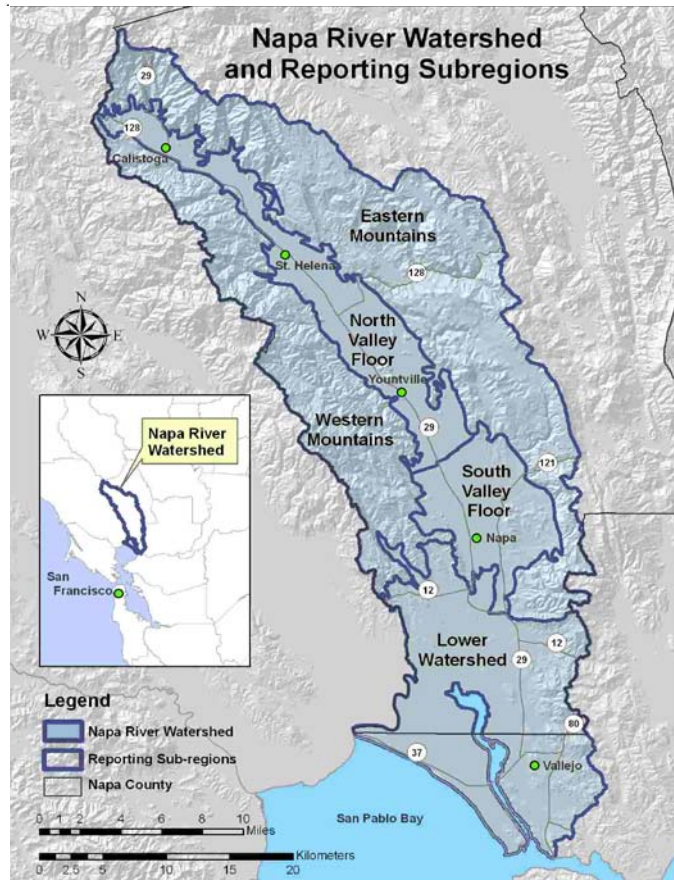 Napa River Watershed
and Reporting Subregions
29
128
Calistoga
Eastern
Mountains
St. Helena
128
N
W E
S
North
Valley
Floor
Yountville
Western
Mountains
29
Napa River
Watershed
121
South
Valley
Floor
Napa
San
Francisco
12
Lower
Watershed
12
29
Legend
Napa River Watershed
Reporting Sub-regions
Napa County
80
37
Vallejo
San Pablo Bay
0 1 2 4 6 8 10
Miles
Kilometers
0 2.5 5 10 15 20